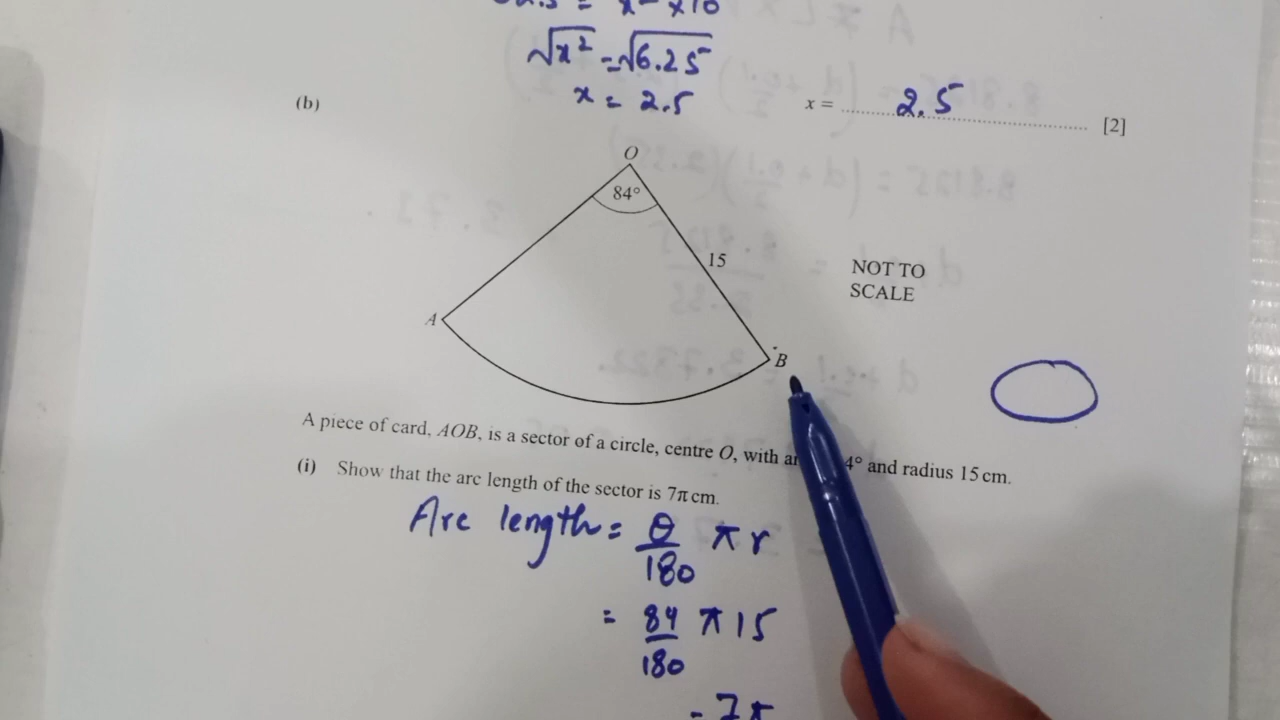 √x² = √6.25
x = 2.5
(b)
x = 2.5 [2]
O
84°
15
NOT TO
SCALE
A
B
A piece of card, AOB, is a sector of a circle, centre O, with 4° and radius 15 cm.
(i) Show that the arc length of the sector is 7π cm.
Arc length = θ/180 π r
= 84/180 π 15
= 7π